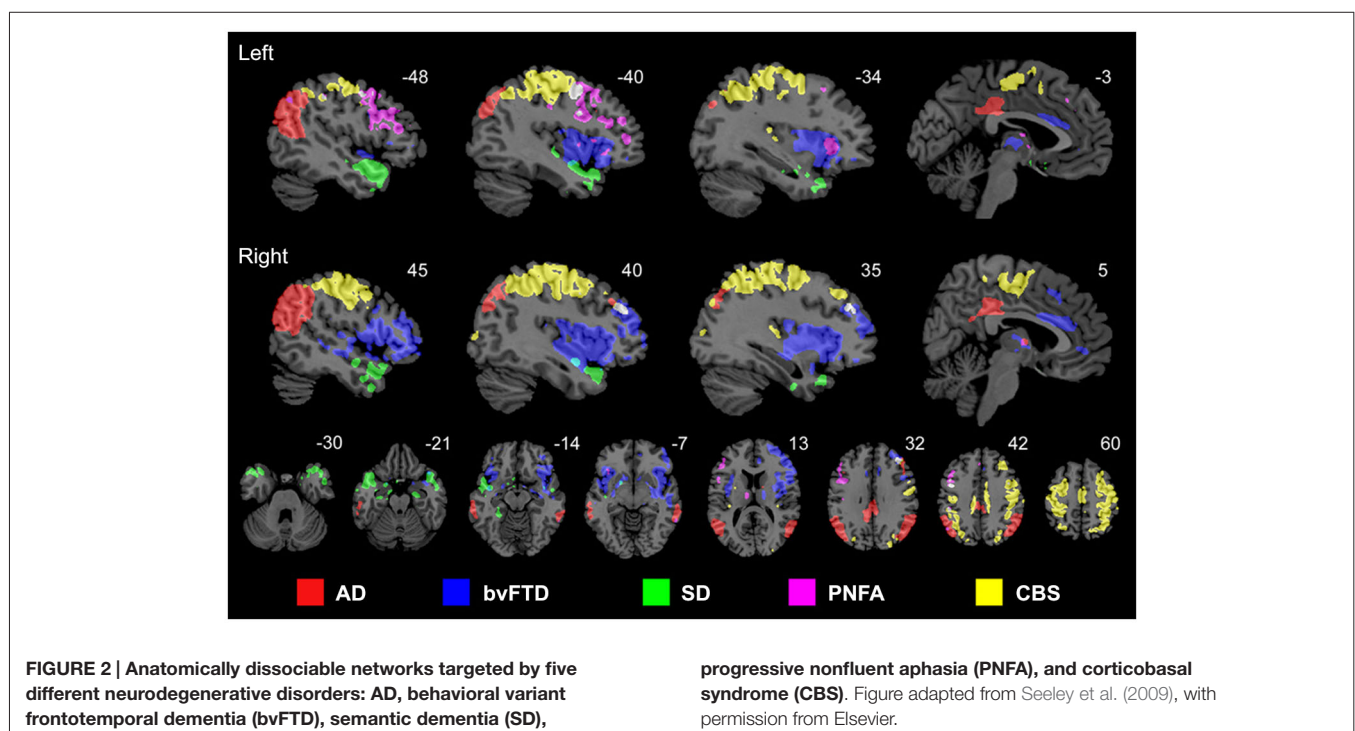 Left
-48
-40
-34
-3
Right
45
40
35
5
-30
-21
-14
-7
13
32
42
60
AD
bvFTD
SD
PNFA
CBS
FIGURE 2 | Anatomically dissociable networks targeted by five
different neurodegenerative disorders: AD, behavioral variant
frontotemporal dementia (bvFTD), semantic dementia (SD),
progressive nonfluent aphasia (PNFA), and corticobasal
syndrome (CBS). Figure adapted from Seeley et al. (2009), with
permission from Elsevier.